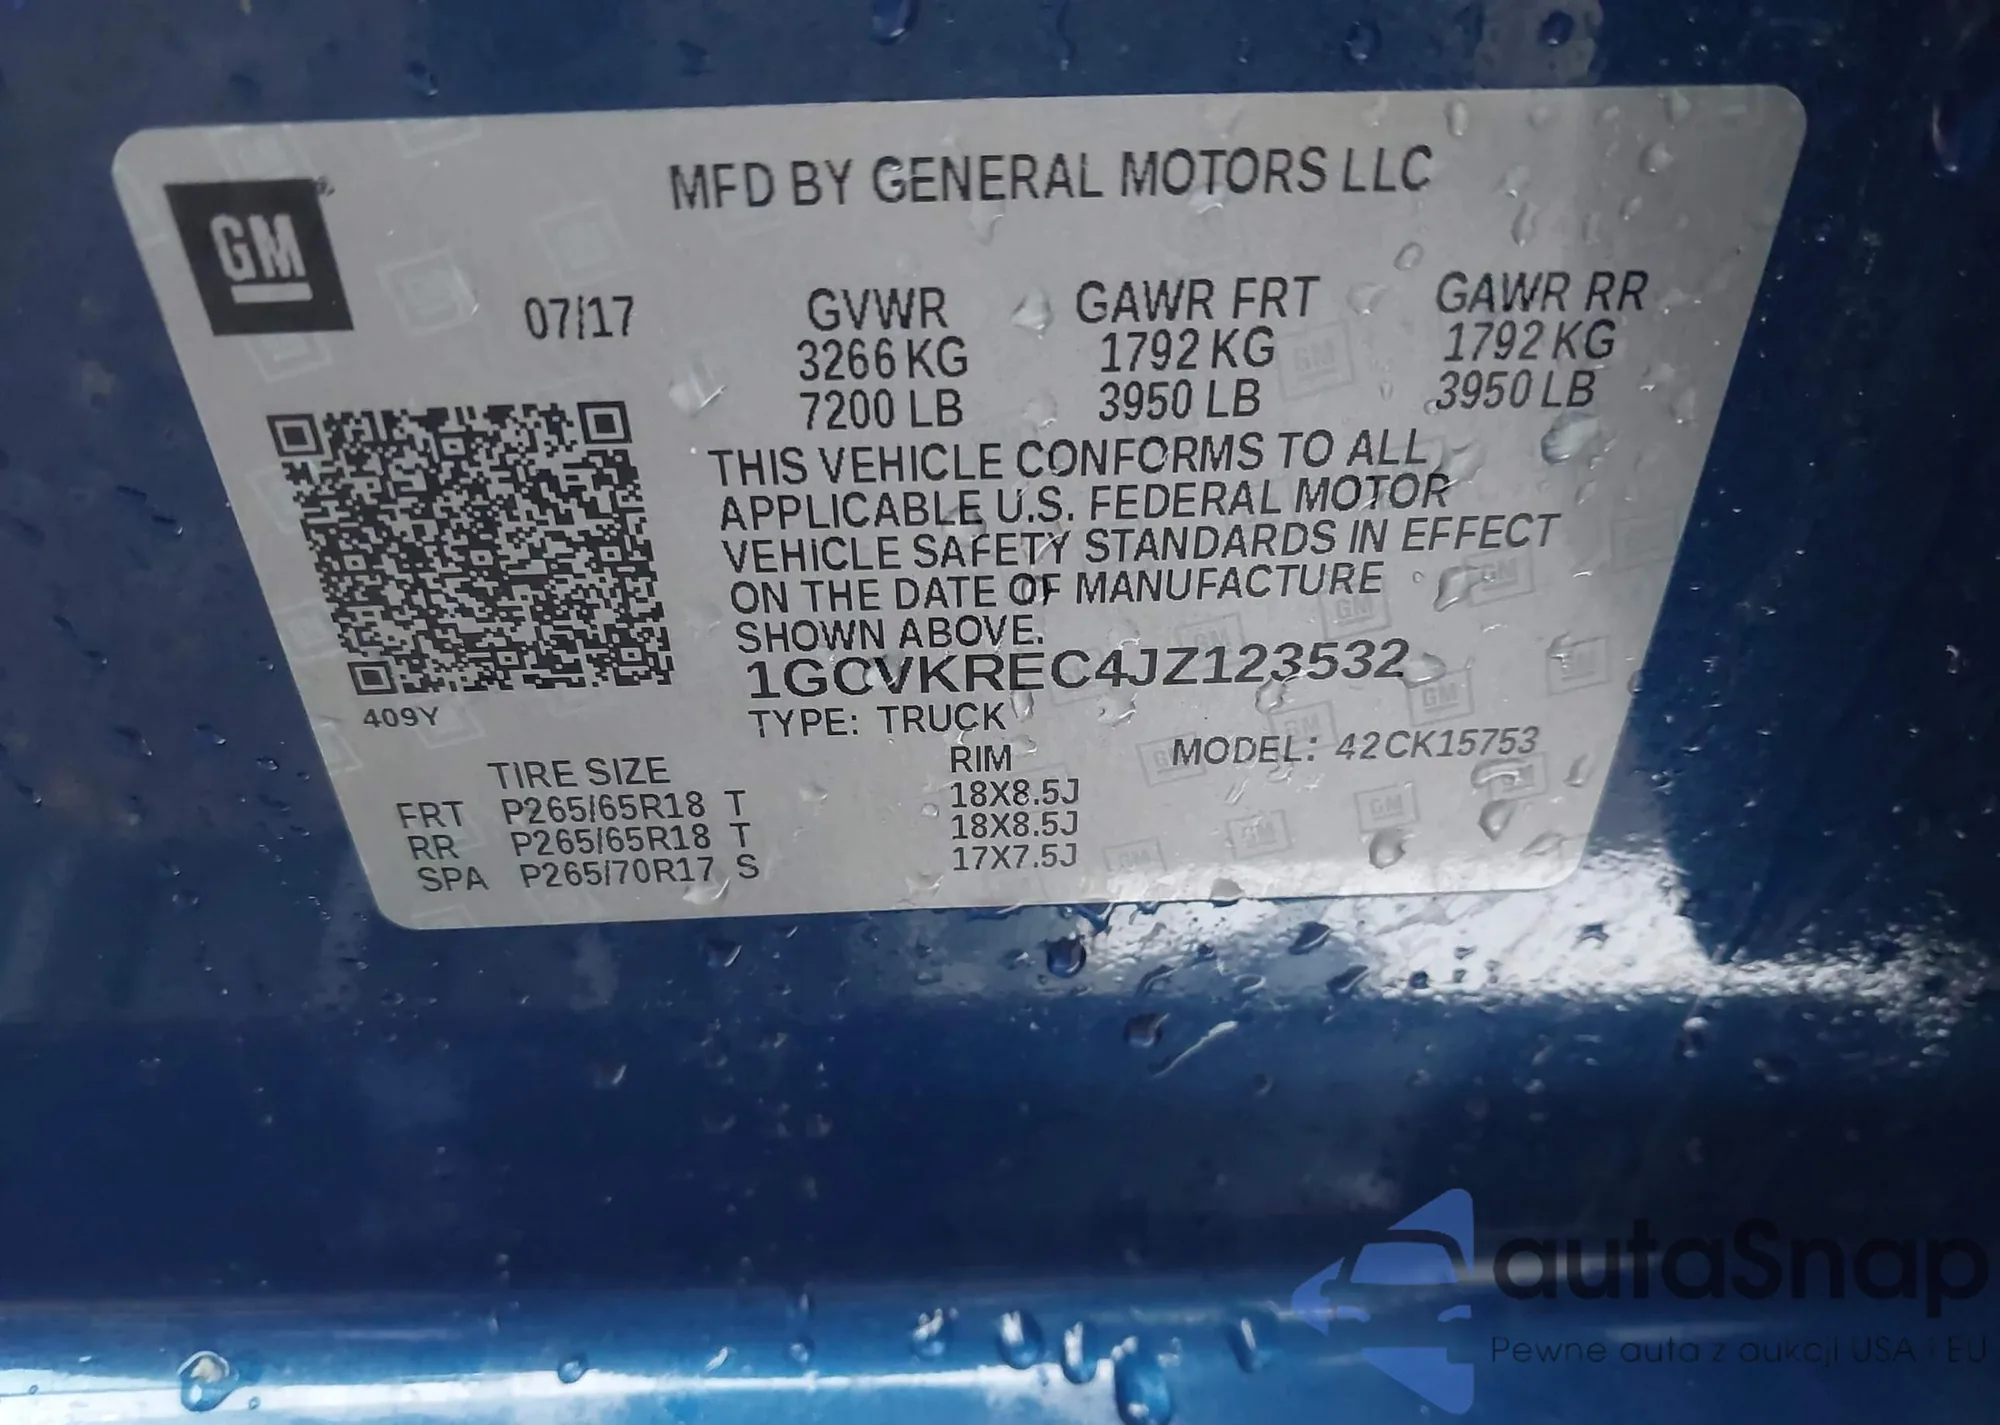 MFD BY GENERAL MOTORS LLC
GM
07/17
GVWR GAWR FRT GAWR RR
3266 KG 1792 KG 1792 KG
7200 LB 3950 LB 3950 LB
THIS VEHICLE CONFORMS TO ALL
APPLICABLE U.S. FEDERAL MOTOR
VEHICLE SAFETY STANDARDS IN EFFECT
ON THE DATE OF MANUFACTURE
SHOWN ABOVE.
1GCVKREC4JZ123532
409Y
TYPE: TRUCK
MODEL: 42CK15753
TIRE SIZE RIM
FRT P265/65R18 T 18X8.5J
RR P265/65R18 T 18X8.5J
SPA P265/70R17 S 17X7.5J
autaSnap
Pewne auta z aukcji USA i EU